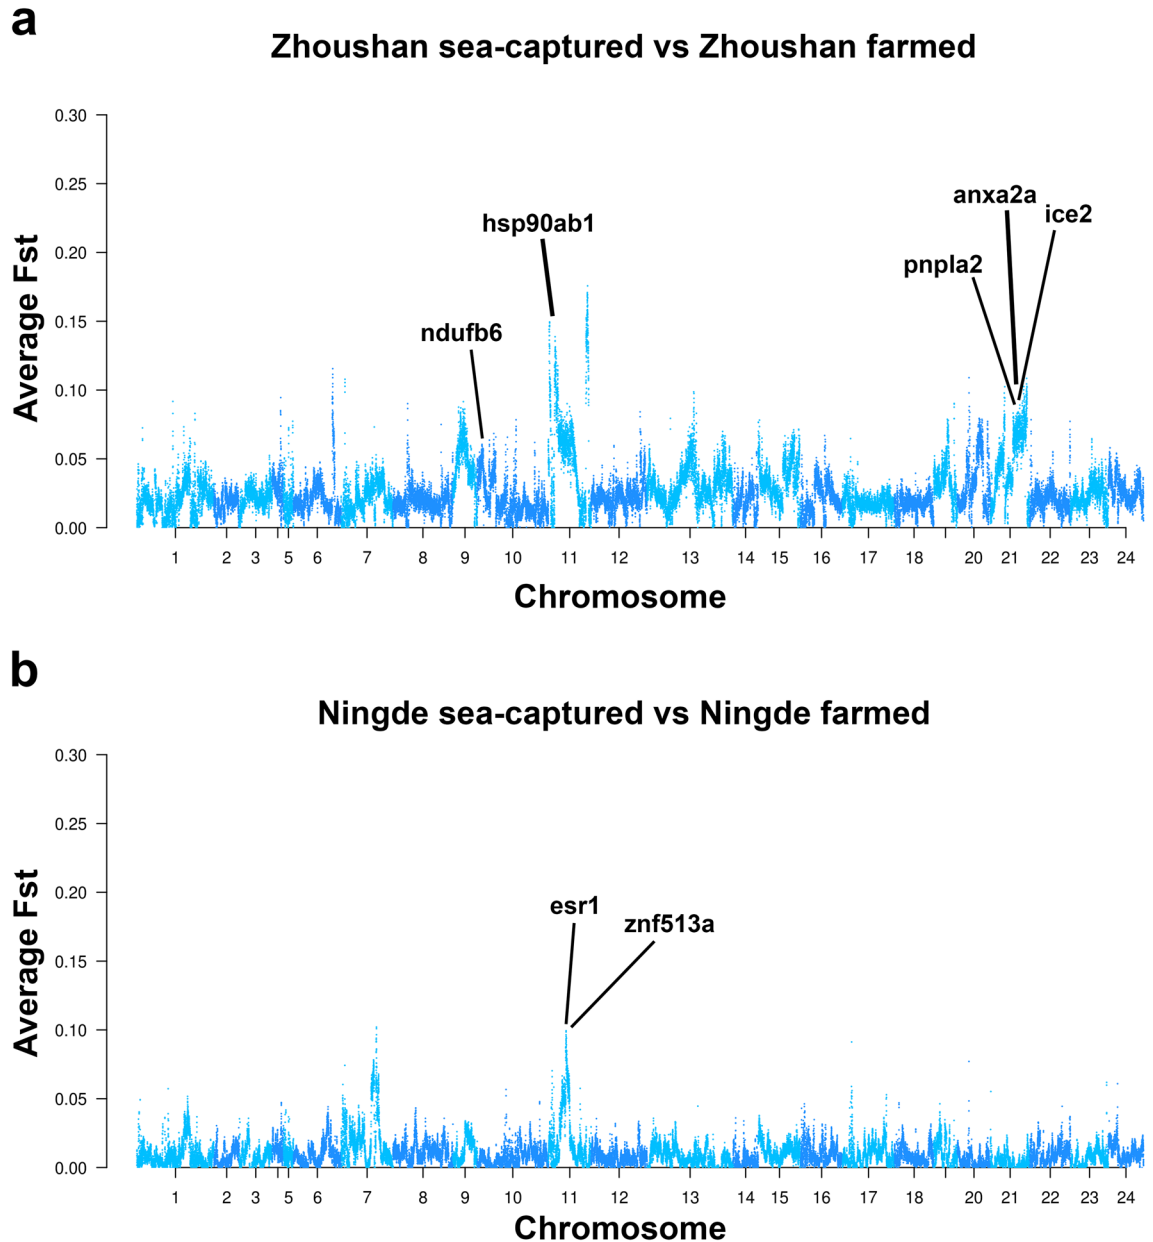 a
Zhoushan sea-captured vs Zhoushan farmed
0.30
0.25
0.20
0.15
0.10
0.05
0.00
Average Fst
ndufb6
hsp90ab1
pnpla2
anxa2a
ice2
1 2 3 5 6 7 8 9 10 11 12 13 14 15 16 17 18 20 21 22 23 24
Chromosome
b
Ningde sea-captured vs Ningde farmed
0.30
0.25
0.20
0.15
0.10
0.05
0.00
Average Fst
esr1
znf513a
1 2 3 5 6 7 8 9 10 11 12 13 14 15 16 17 18 20 21 22 23 24
Chromosome